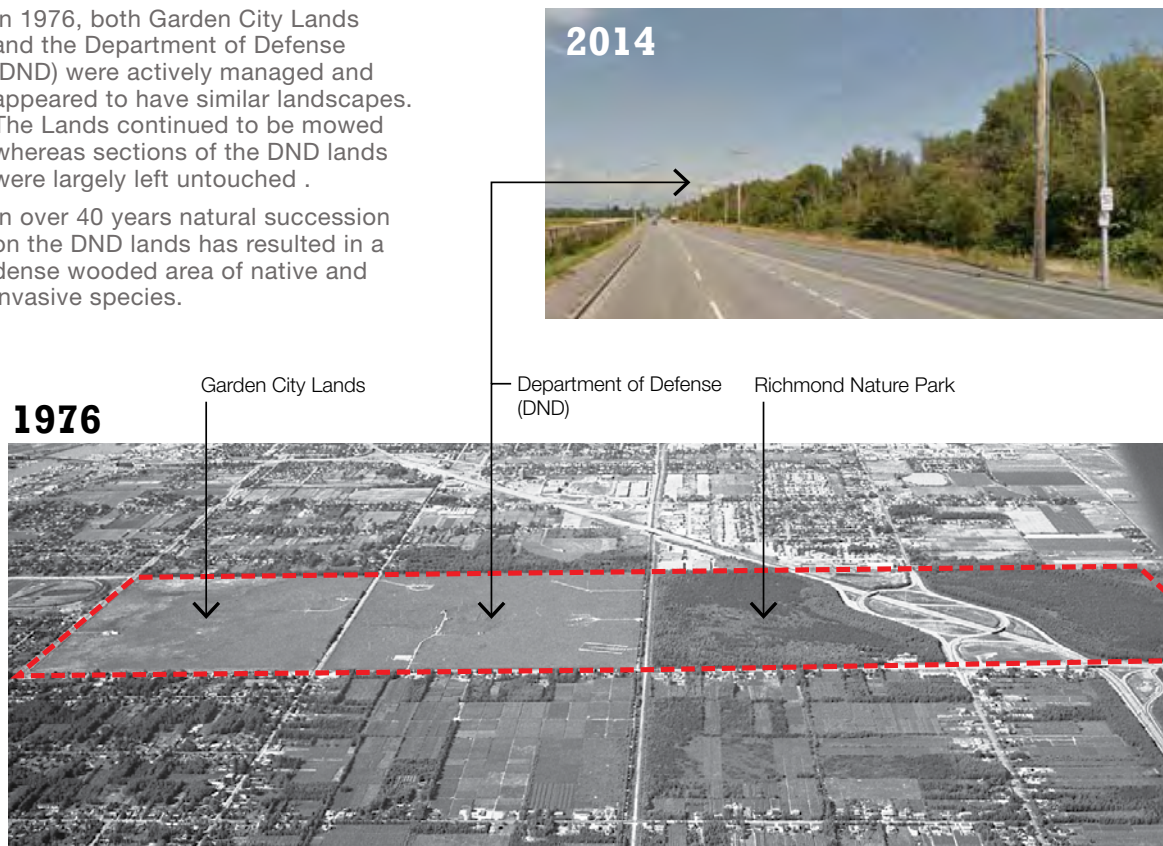 n 1976, both Garden City Lands
and the Department of Defense
DND) were actively managed and
appeared to have similar landscapes.
The Lands continued to be mowed
whereas sections of the DND lands
were largely left untouched .
n over 40 years natural succession
on the DND lands has resulted in a
dense wooded area of native and
nvasive species.
2014
Garden City Lands
Department of Defense
(DND)
Richmond Nature Park
1976